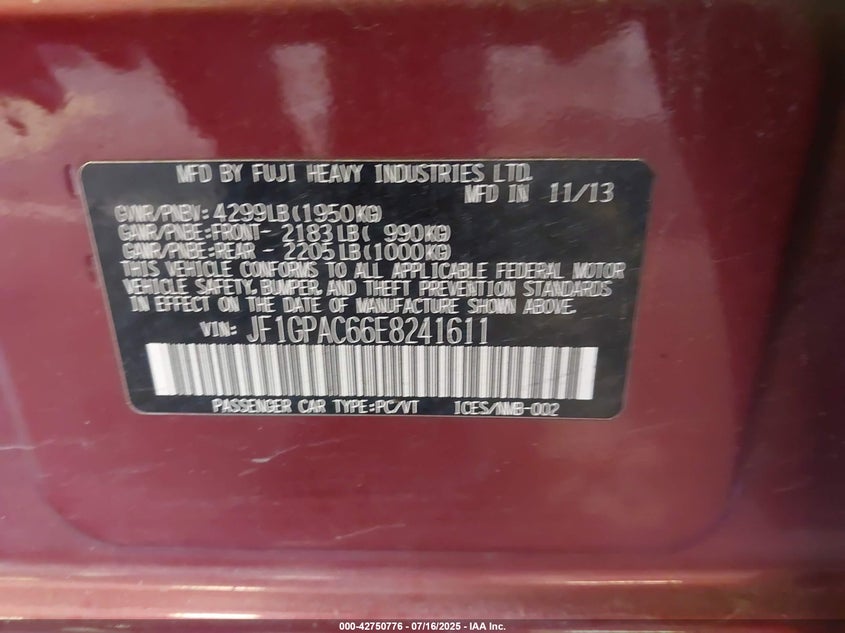 MFD BY FUJI HEAVY INDUSTRIES LTD.
MFD IN 11/13
GVWR/PNBV: 4299LB(1950KG)
GAWR/PNBE:FRONT- 2183LB( 990KG)
GAWR/PNBE:REAR - 2205LB(1000KG)
THIS VEHICLE CONFORMS TO ALL APPLICABLE FEDERAL MOTOR
VEHICLE SAFETY, BUMPER, AND THEFT PREVENTION STANDARDS
IN EFFECT ON THE DATE OF MANUFACTURE SHOWN ABOVE.
VIN: JF1GPAC66E8241611
PASSENGER CAR TYPE:PC/VT ICES/NMB-002
000-42750776 - 07/16/2025 - IAA Inc.